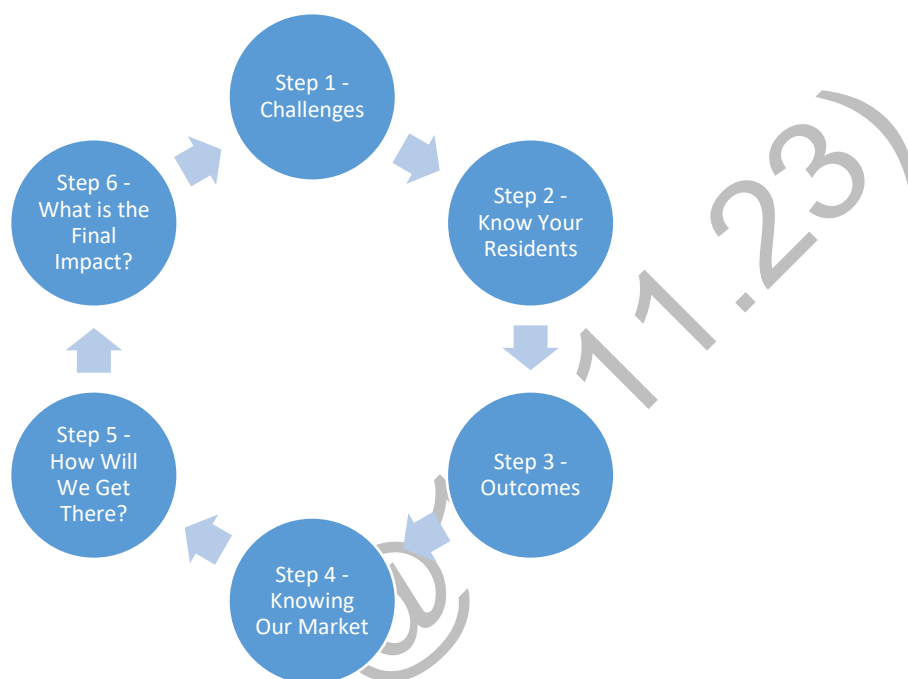 Step 1 -
Challenges
Step 2 -
Know Your
Residents
Step 3 -
Outcomes
Step 4 -
Knowing
Our Market
Step 5 -
How Will
We Get
There?
Step 6 -
What is the
Final
Impact?
11.23)